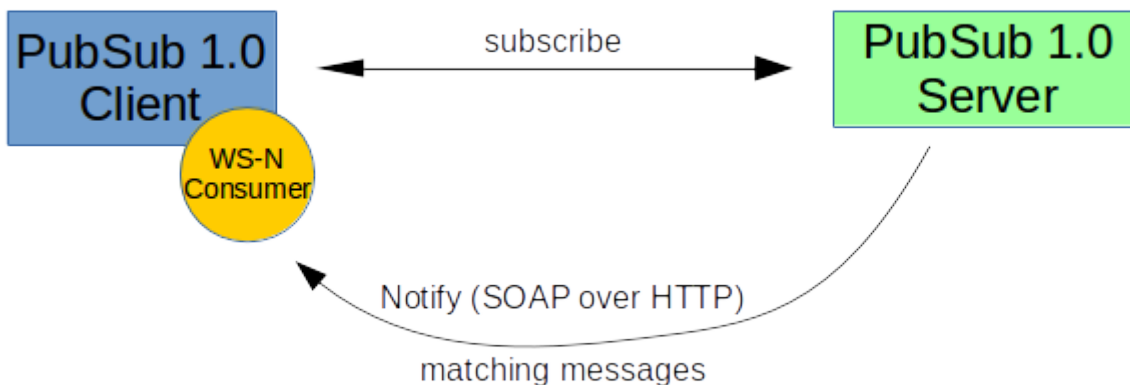 PubSub 1.0
Client
subscribe
PubSub 1.0
Server
WS-N
Consumer
Notify (SOAP over HTTP)
matching messages